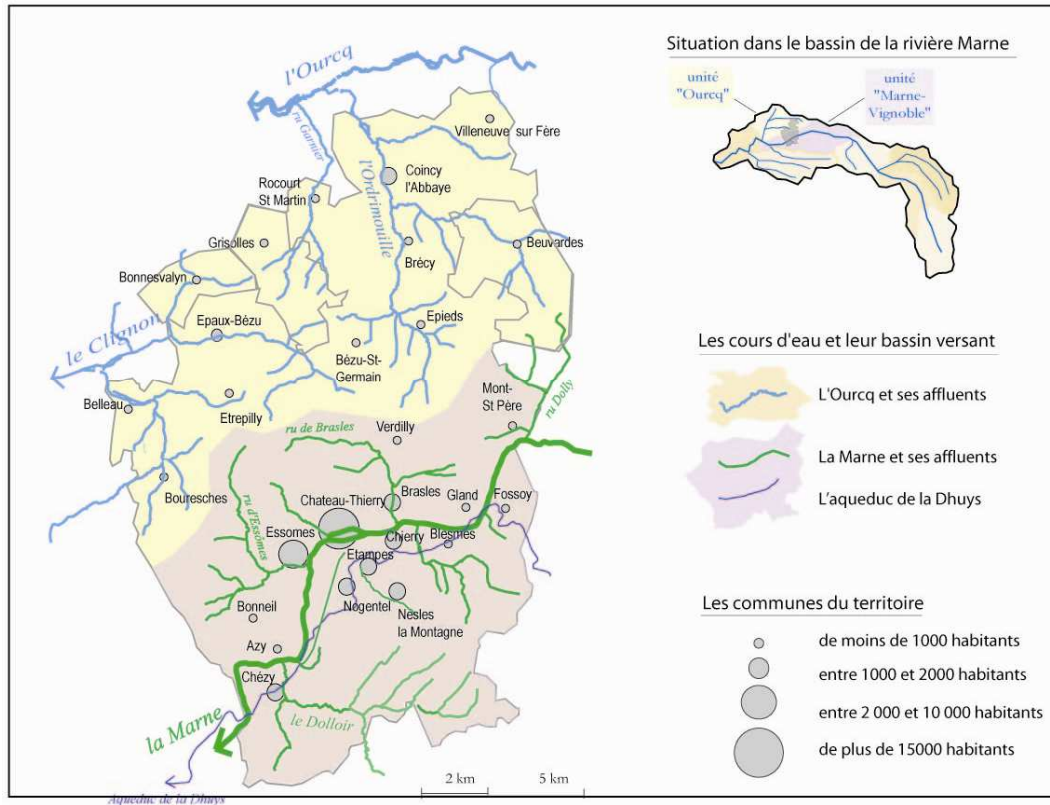 l'Ourcq
ru Garnier
Villeneuve sur Fère
l'Ordrimouille
Coincy
l'Abbaye
Rocourt
St Martin
Grisolles
Brécy
Beuvardes
Bonnesvalyn
le Clignon
Epaux-Bézu
Epieds
Bézu-St-
Germain
Mont-
St Père
ru Dolly
Belleau
Etrepilly
ru de Brasles
Verdilly
Bouresches
ru d'Essômes
Chateau-Thierry
Brasles
Gland
Fossoy
Essomes
Chierry
Blesmes
Etampes
Nogentel
Nesles
la Montagne
Bonneil
Azy
Chézy
le Dolloir
la Marne
Aqueduc de la Dhuys
2 km
5 km
Situation dans le bassin de la rivière Marne
unité
"Ourcq"
unité
"Marne-
Vignoble"
Les cours d'eau et leur bassin versant
L'Ourcq et ses affluents
La Marne et ses affluents
L'aqueduc de la Dhuys
Les communes du territoire
de moins de 1000 habitants
entre 1000 et 2000 habitants
entre 2 000 et 10 000 habitants
de plus de 15000 habitants